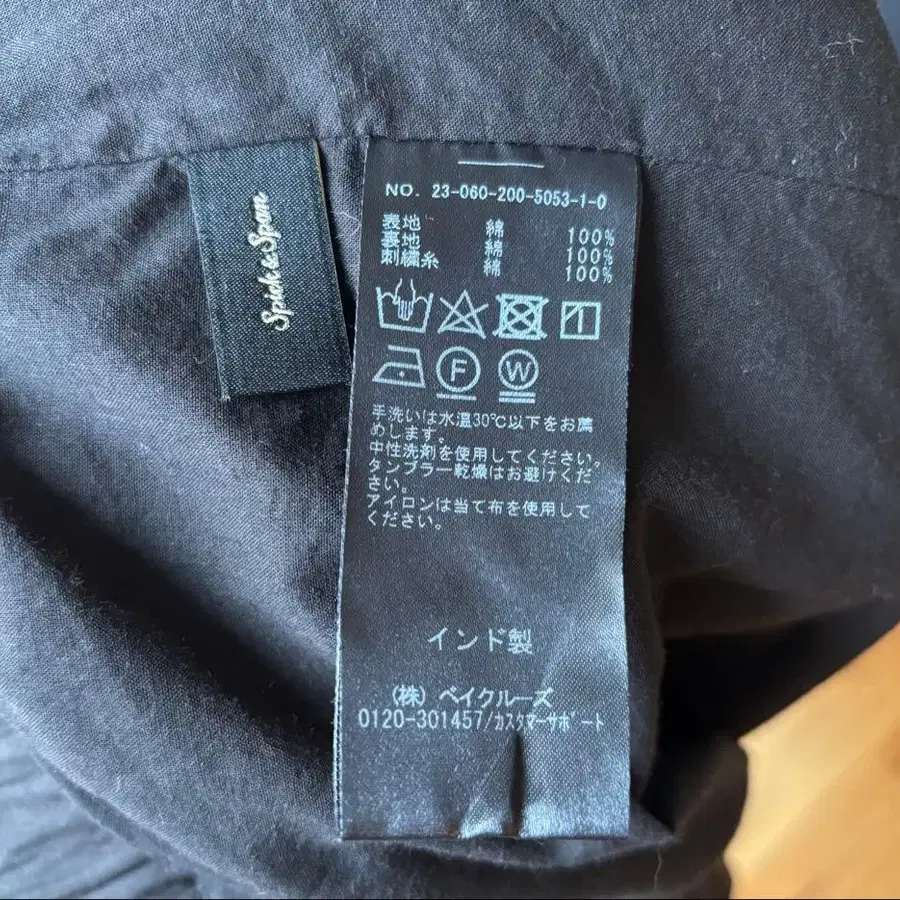 Spick & Span
NO. 23-060-200-5053-1-0
表地 綿 100%
裏地 綿 100%
刺繍糸 綿 100%
F
W
手洗いは水温30℃以下をお薦
めします。
中性洗剤を使用してください。
タンブラー乾燥はお避けくだ
さい。
アイロンは当て布を使用して
ください。
インド製
(株) ベイクルーズ
0120-301457/カスタマーサポート